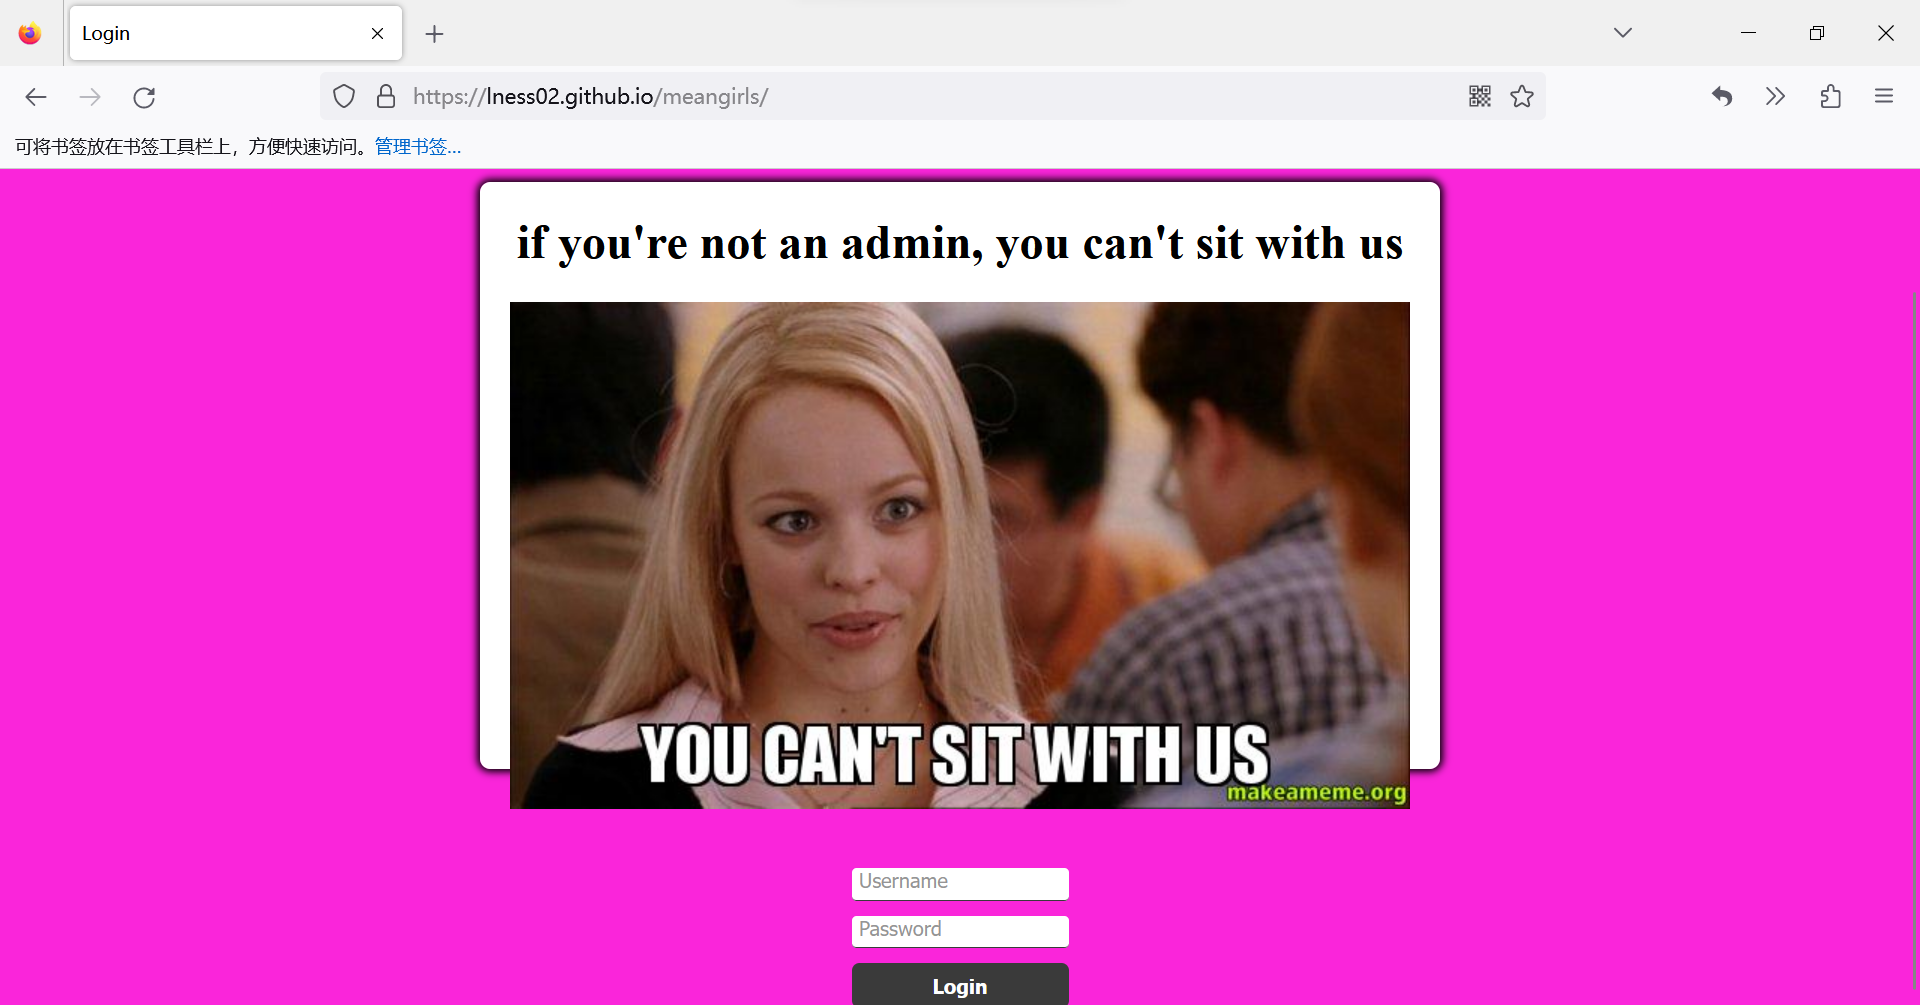 Login
https://lness02.github.io/meangirls/
可将书签放在书签工具栏上，方便快速访问。管理书签...
if you're not an admin, you can't sit with us
YOU CAN'T SIT WITH US
makeameme.org
Username
Password
Login